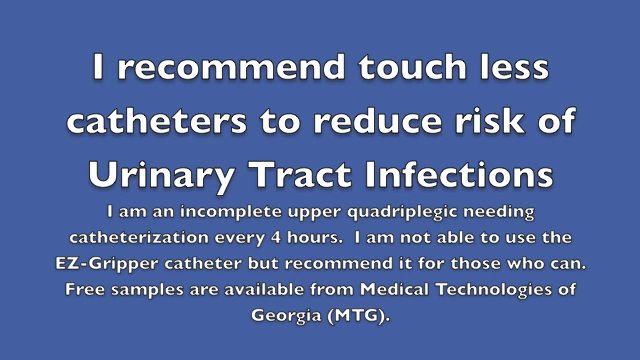 I recommend touch less
catheters to reduce risk of
Urinary Tract Infections
I am an incomplete upper quadriplegic needing
catheterization every 4 hours.  I am not able to use the
EZ-Gripper catheter but recommend it for those who can.
Free samples are available from Medical Technologies of
Georgia (MTG).